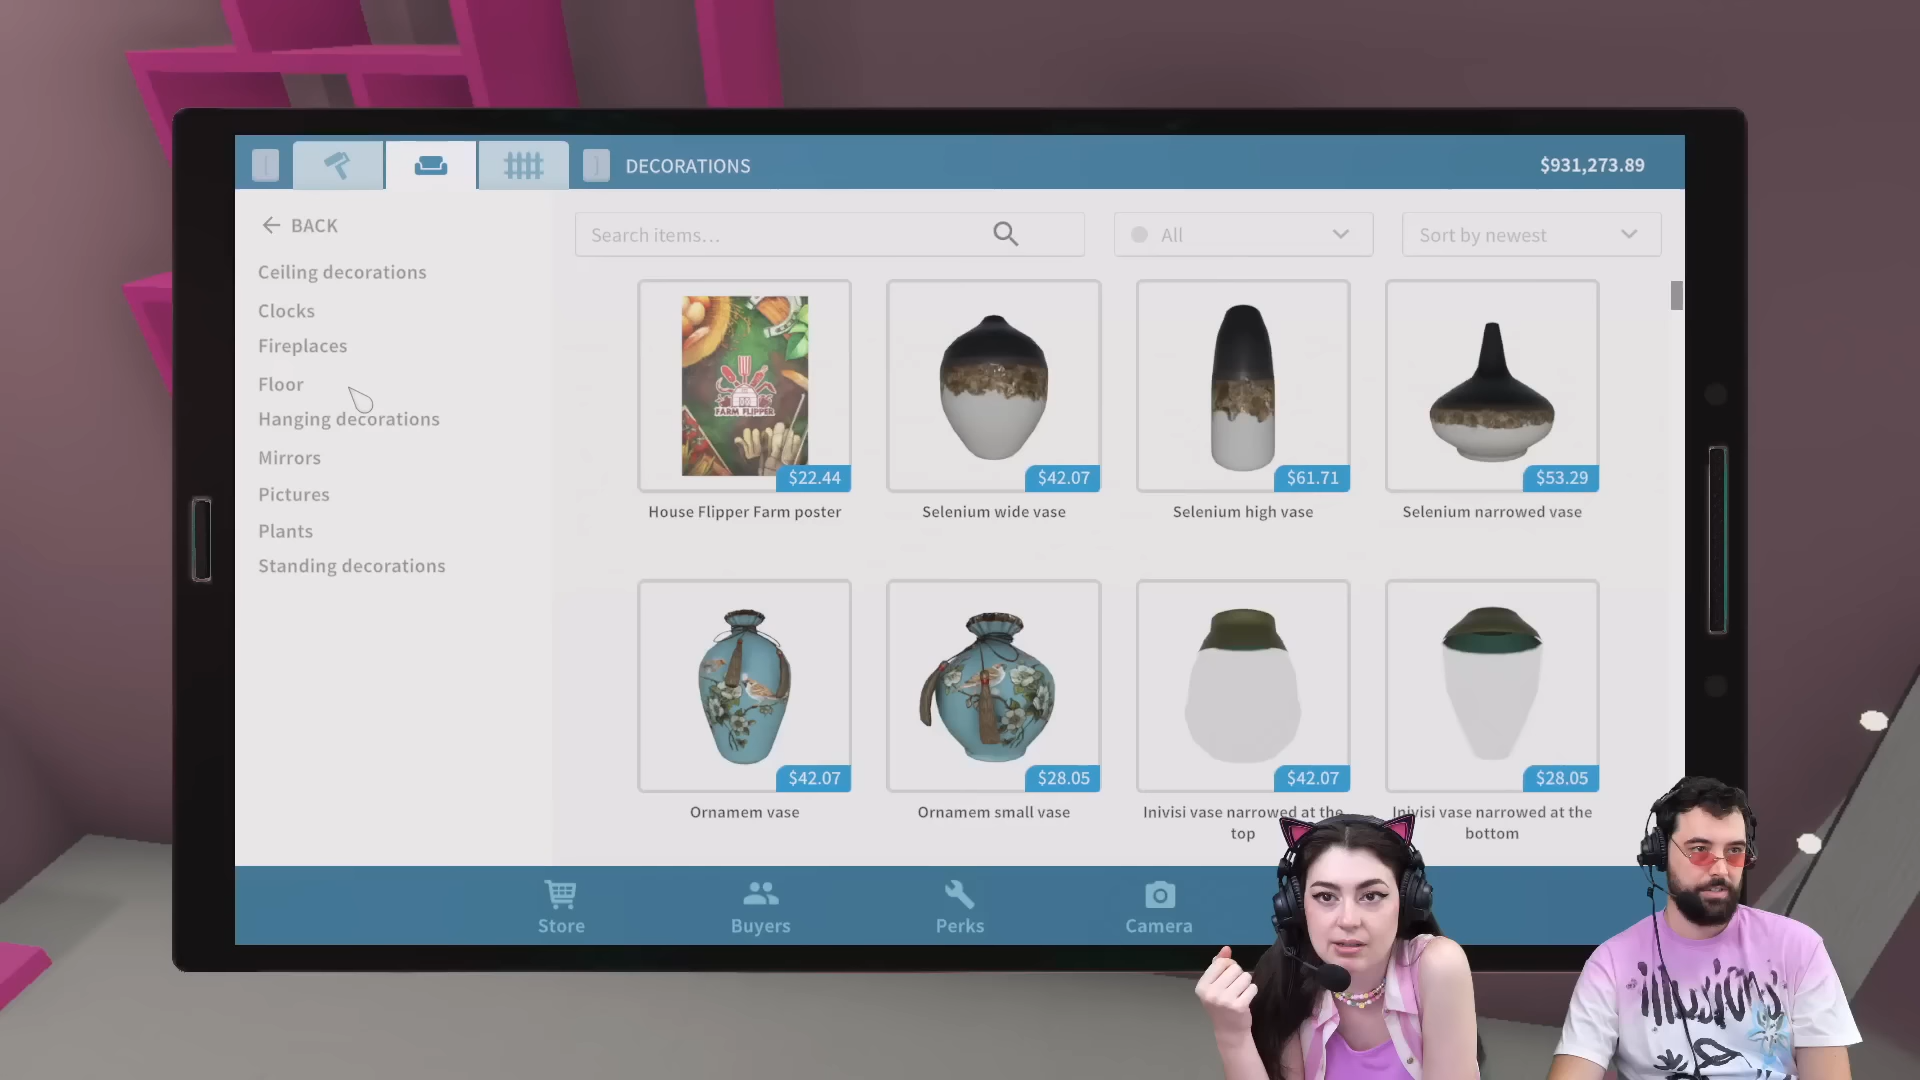 DECORATIONS
$931,273.89
BACK
Search items...
All
Sort by newest
Ceiling decorations
Clocks
Fireplaces
Floor
Hanging decorations
Mirrors
Pictures
Plants
Standing decorations
FARM FLIPPER
$22.44
$42.07
$61.71
$53.29
House Flipper Farm poster
Selenium wide vase
Selenium high vase
Selenium narrowed vase
$42.07
$28.05
$42.07
$28.05
Ornamem vase
Ornamem small vase
Inivisi vase narrowed at the
top
Inivisi vase narrowed at the
bottom
Store
Buyers
Perks
Camera